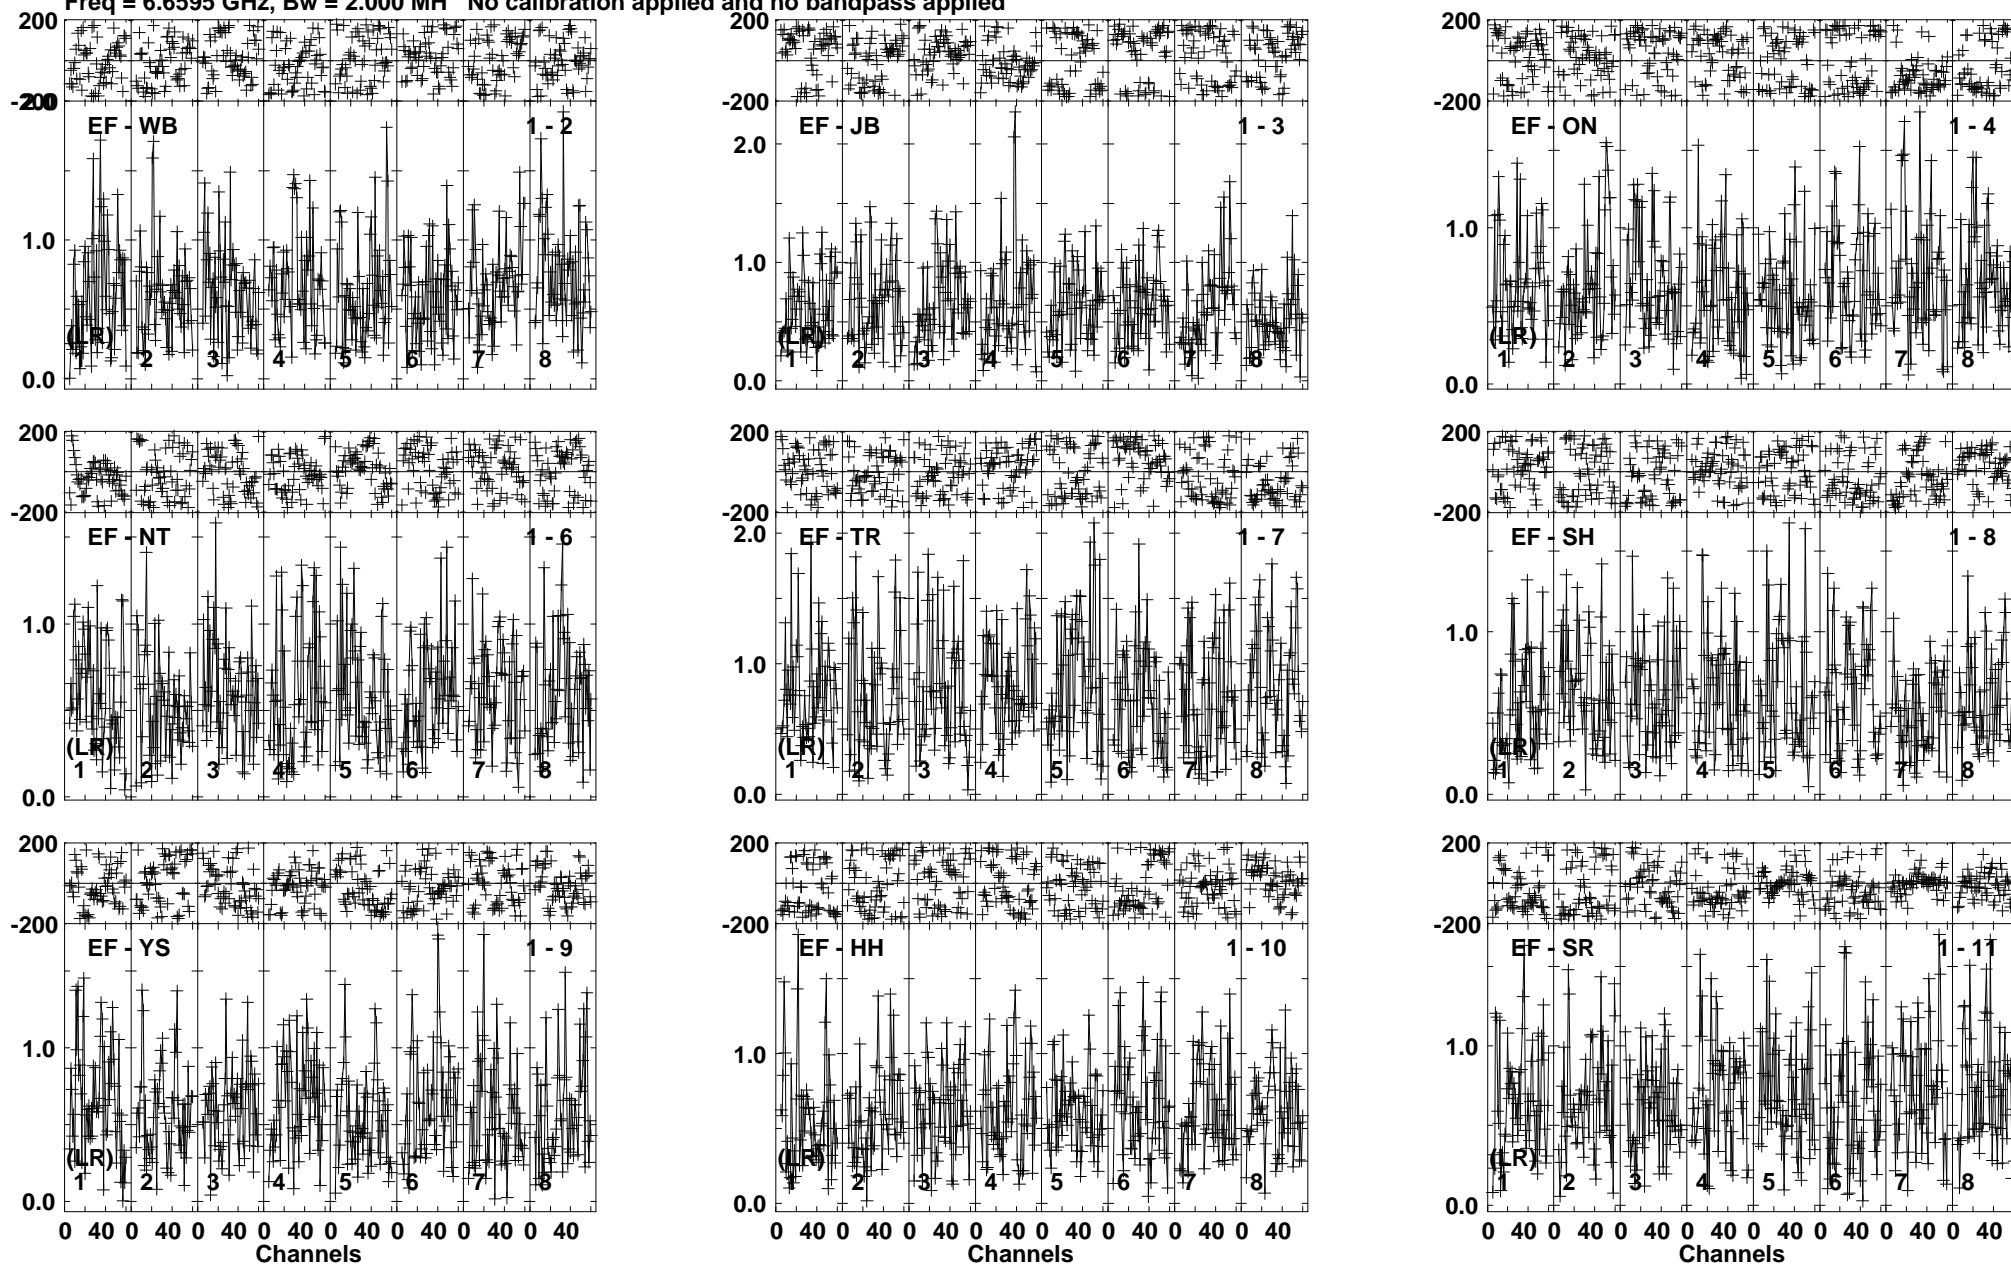 Freq = 6.6595 GHz, Bw = 2.000 MH No calibration applied and no bandpass applied
200 200 200
-200 -200 -200
EF - WB 1 - 2 EF - JB 1 - 3 EF - ON 1 - 4
2.0
1.0 1.0 1.0
(LR) (LR) (LR)
1 2 3 4 5 6 7 8 1 2 3 4 5 6 7 8 1 2 3 4 5 6 7 8
0.0 0.0 0.0
200 200 200
-200 -200 -200
EF - NT 1 - 6 EF - TR 1 - 7 EF - SH 1 - 8
2.0
1.0 1.0 1.0
(LR) (LR) (LR)
1 2 3 4 5 6 7 8 1 2 3 4 5 6 7 8 1 2 3 4 5 6 7 8
0.0 0.0 0.0
200 200 200
-200 -200 -200
EF - YS 1 - 9 EF - HH 1 - 10 EF - SR 1 - 11
1.0 1.0 1.0
(LR) (LR) (LR)
1 2 3 4 5 6 7 8 1 2 3 4 5 6 7 8 1 2 3 4 5 6 7 8
0.0 0.0 0.0
0 40 0 40 0 40 0 40 0 40 0 40 0 40 0 40 0 40 0 40 0 40 0 40 0 40 0 40 0 40 0 40 0 40 0 40 0 40 0 40 0 40 0 40 0 40 0 40
Channels Channels Channels